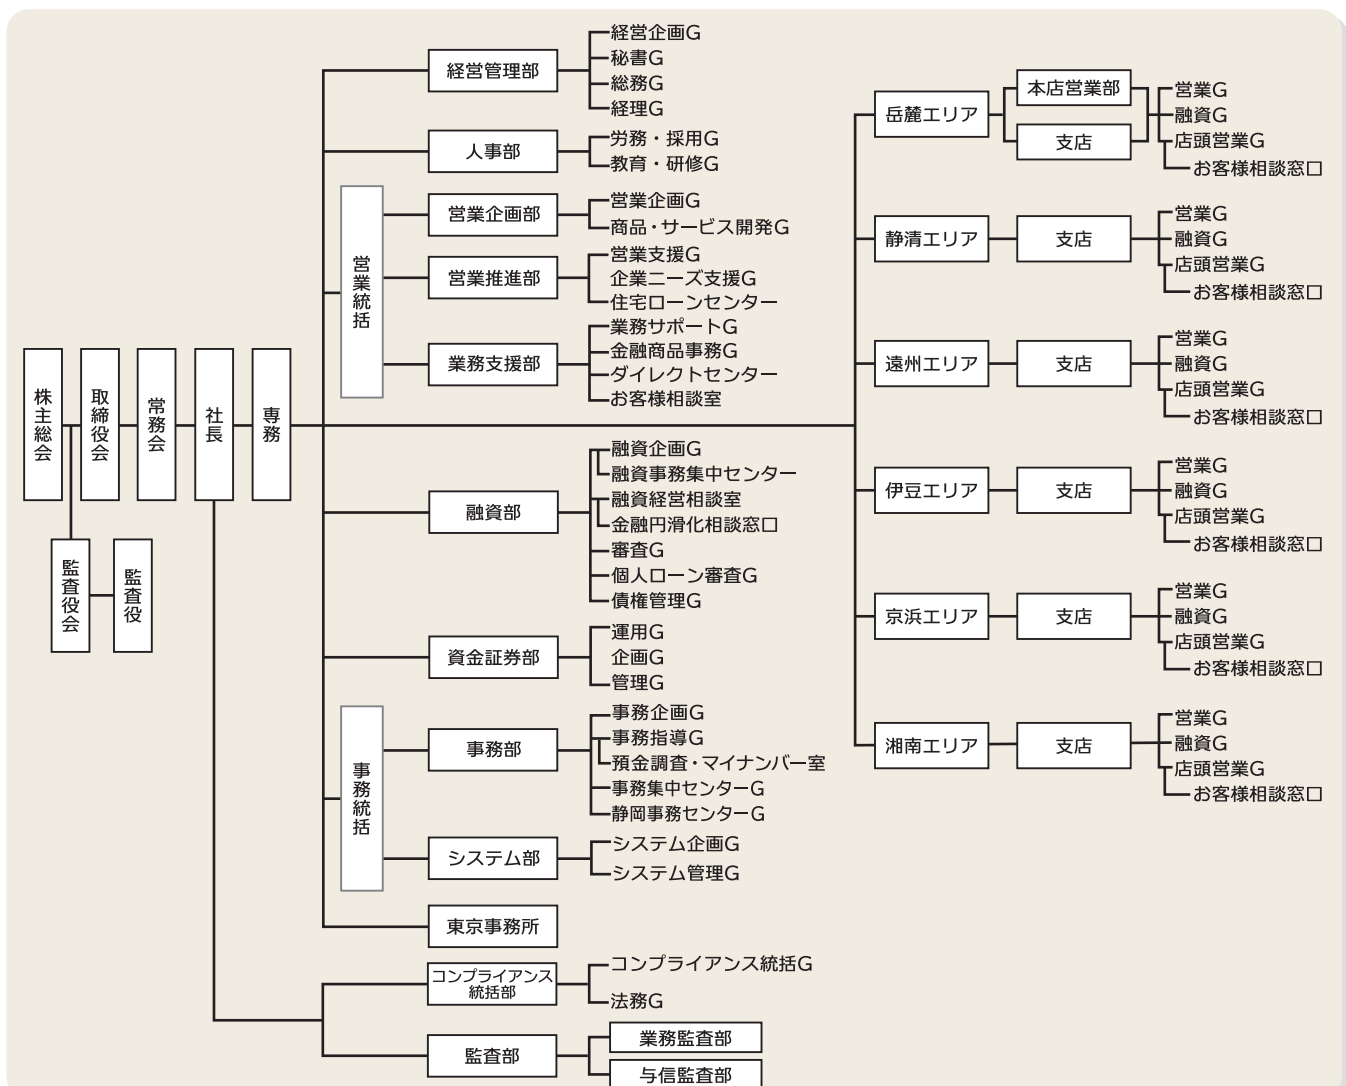 株主総会
取締役会
常務会
社長
専務
監査役会
監査役
経営管理部
経営企画G
秘書G
総務G
経理G
人事部
労務・採用G
教育・研修G
営業統括
営業企画部
営業企画G
商品・サービス開発G
営業推進部
営業支援G
企業ニーズ支援G
住宅ローンセンター
業務支援部
業務サポートG
金融商品事務G
ダイレクトセンター
お客様相談室
融資部
融資企画G
融資事務集中センター
融資経営相談室
金融円滑化相談窓口
審査G
個人ローン審査G
債権管理G
資金証券部
運用G
企画G
管理G
事務統括
事務部
事務企画G
事務指導G
預金調査・マイナンバー室
事務集中センターG
静岡事務センターG
システム部
システム企画G
システム管理G
東京事務所
コンプライアンス
統括部
コンプライアンス統括G
法務G
監査部
業務監査部
与信監査部
岳麓エリア
本店営業部
支店
営業G
融資G
店頭営業G
お客様相談窓口
静清エリア
支店
営業G
融資G
店頭営業G
お客様相談窓口
遠州エリア
支店
営業G
融資G
店頭営業G
お客様相談窓口
伊豆エリア
支店
営業G
融資G
店頭営業G
お客様相談窓口
京浜エリア
支店
営業G
融資G
店頭営業G
お客様相談窓口
湘南エリア
支店
営業G
融資G
店頭営業G
お客様相談窓口